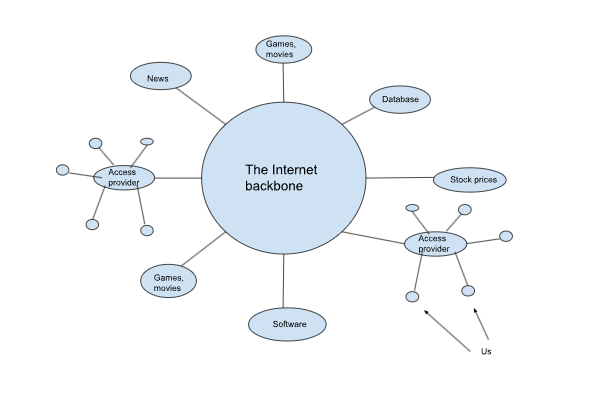 Games,
movies
News
Database
The Internet
backbone
Access
provider
Stock prices
Access
provider
Games,
movies
Software
Us